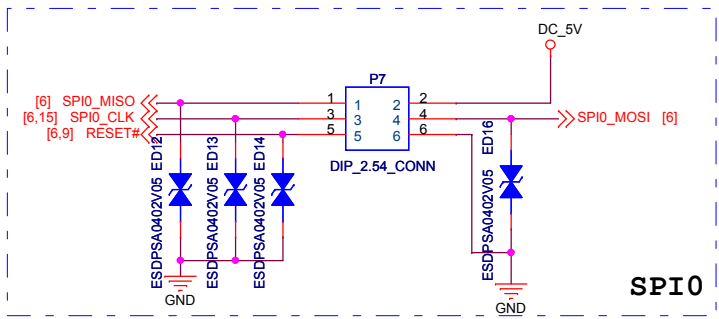 DC_5V
P7
[6] SPI0_MISO
1 1 2 2
SPI0_MOSI [6]
[6,15] SPI0_CLK
3 3 4 4
[6,9] RESET#
5 5 6 6
DIP_2.54_CONN
ESDPSA0402V05 ED12
ESDPSA0402V05 ED13
ESDPSA0402V05 ED14
ESDPSA0402V05 ED16
GND
GND
SPI0